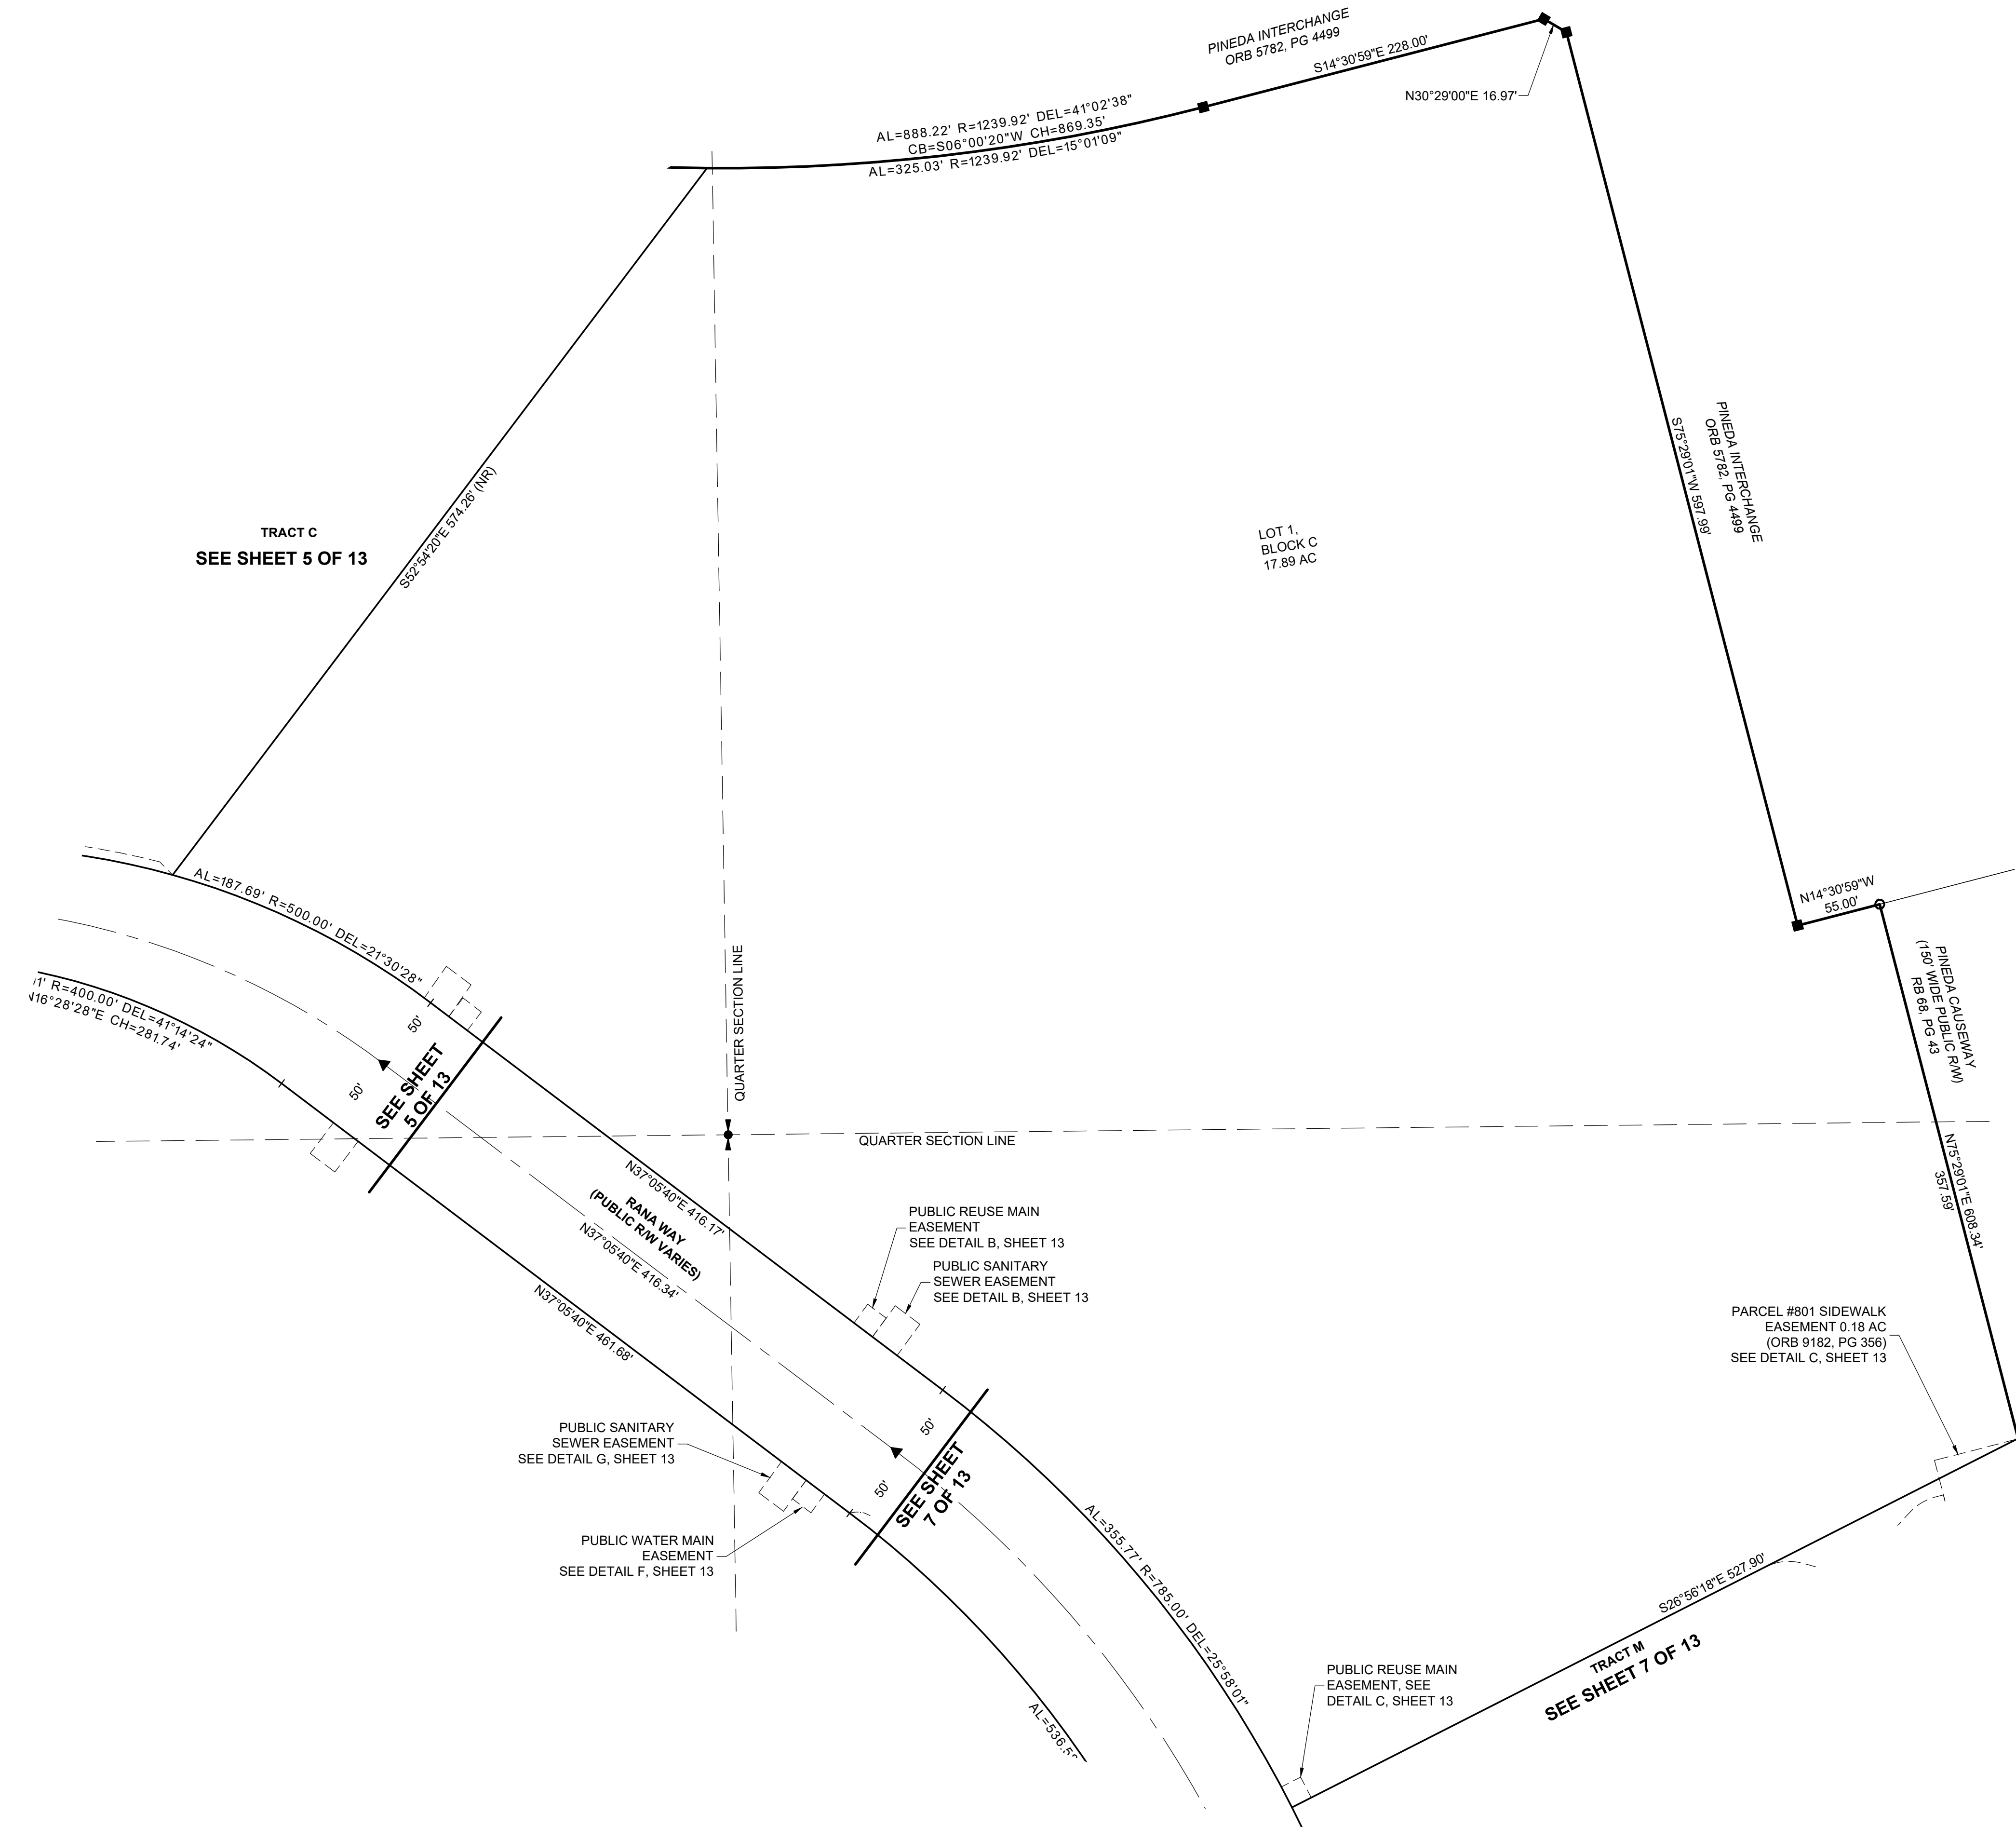 PINEDA INTERCHANGE
ORB 5782, PG 4499
S14°30'59"E 228.00'
N30°29'00"E 16.97'
AL=888.22' R=1239.92' DEL=41°02'38"
CB=S06°00'20"W CH=869.35'
AL=325.03' R=1239.92' DEL=15°01'09"
PINEDA INTERCHANGE
ORB 5782, PG 4499
S75°29'01"W 597.99'
S52°54'20"E 574.26' (NR)
TRACT C
SEE SHEET 5 OF 13
LOT 1,
BLOCK C
17.89 AC
N14°30'59"W
55.00'
PINEDA CAUSEWAY
(150' WIDE PUBLIC R/W)
RB 68, PG 43
AL=187.69' R=500.00' DEL=21°30'28"
1' R=400.00' DEL=41°14'24"
N16°28'28"E CH=281.74'
50'
50'
SEE SHEET
5 OF 13
QUARTER SECTION LINE
QUARTER SECTION LINE
N75°29'01"E 608.34'
357.59'
N37°05'40"E 416.17'
RANA WAY
(PUBLIC R/W VARIES)
N37°05'40"E 416.34'
N37°05'40"E 461.68'
PUBLIC REUSE MAIN
EASEMENT
SEE DETAIL B, SHEET 13
PUBLIC SANITARY
SEWER EASEMENT
SEE DETAIL B, SHEET 13
PARCEL #801 SIDEWALK
EASEMENT 0.18 AC
(ORB 9182, PG 356)
SEE DETAIL C, SHEET 13
PUBLIC SANITARY
SEWER EASEMENT
SEE DETAIL G, SHEET 13
50'
50'
SEE SHEET
7 OF 13
PUBLIC WATER MAIN
EASEMENT
SEE DETAIL F, SHEET 13
AL=355.77' R=785.00' DEL=25°58'01"
S26°56'18"E 527.90'
TRACT M
SEE SHEET 7 OF 13
PUBLIC REUSE MAIN
EASEMENT, SEE
DETAIL C, SHEET 13
AL=536.5